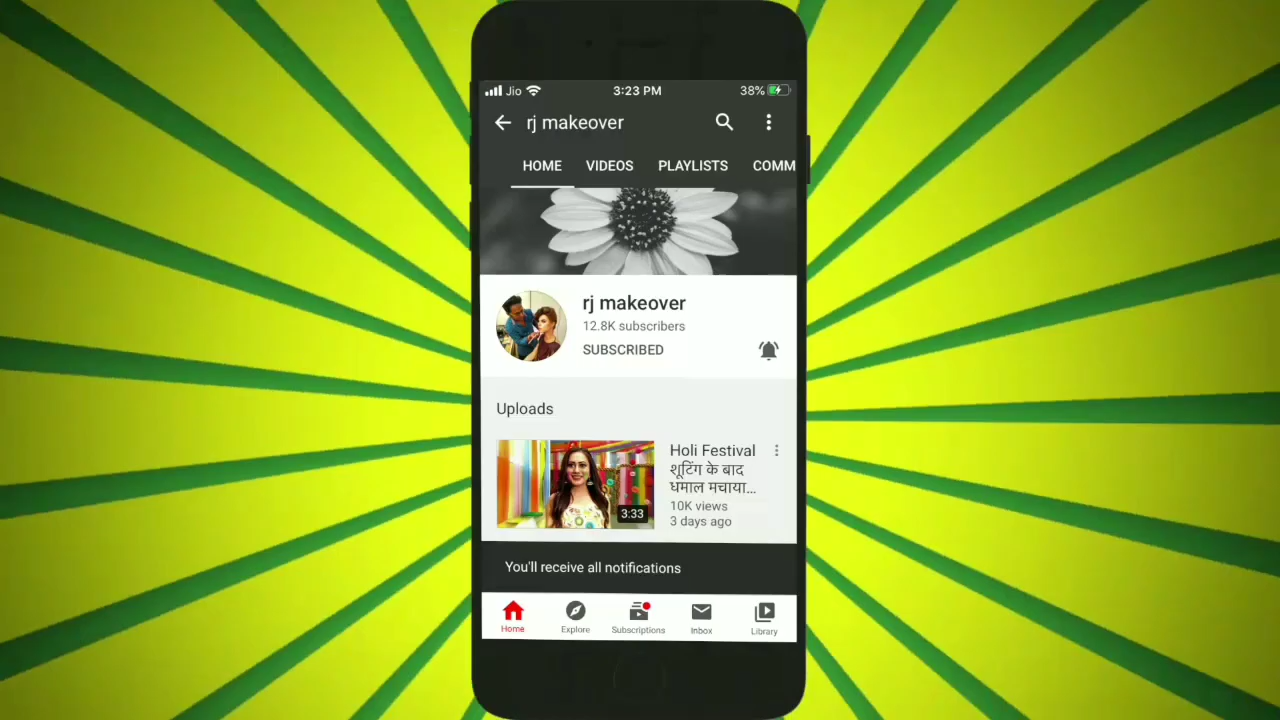 Jio 3:23 PM 38%
rj makeover
HOME VIDEOS PLAYLISTS COMM
rj makeover
12.8K subscribers
SUBSCRIBED
Uploads
Holi Festival
शूटिंग के बाद
धमाल मचाया...
10K views
3 days ago
3:33
You'll receive all notifications
Home Explore Subscriptions Inbox Library